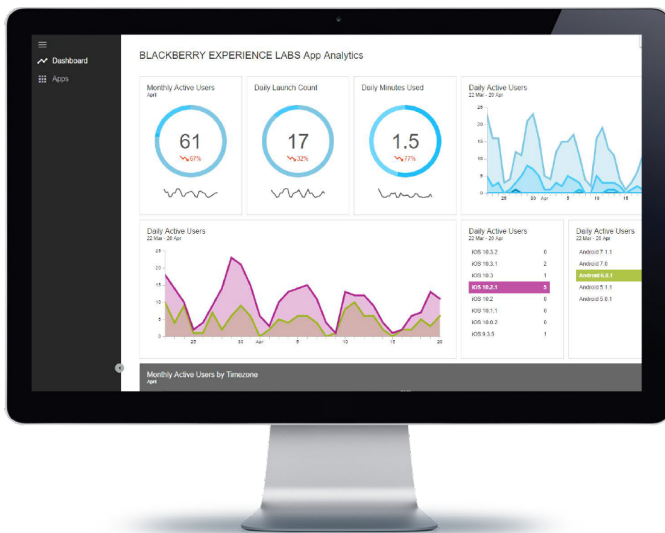 Dashboard
Apps
BLACKBERRY EXPERIENCE LABS App Analytics
Monthly Active Users
April
61
67%
Daily Launch Count
17
32%
Daily Minutes Used
1.5
77%
Daily Active Users
22 Mar - 20 Apr
25
20
15
10
5
0
25 30 Apr 5 10 15
Daily Active Users
22 Mar - 20 Apr
25
20
15
10
5
0
25 30 Apr 5 10 15 20
Daily Active Users
22 Mar - 20 Apr
iOS 10.3.2 0
iOS 10.3.1 2
iOS 10.3 1
iOS 10.2.1 5
iOS 10.2 0
iOS 10.1.1 0
iOS 10.0.2 0
iOS 9.3.5 1
Daily Active Users
22 Mar - 20 Apr
Android 7.1.1
Android 7.0
Android 6.0.1
Android 5.1.1
Android 5.0.1
Monthly Active Users by Timezone
April